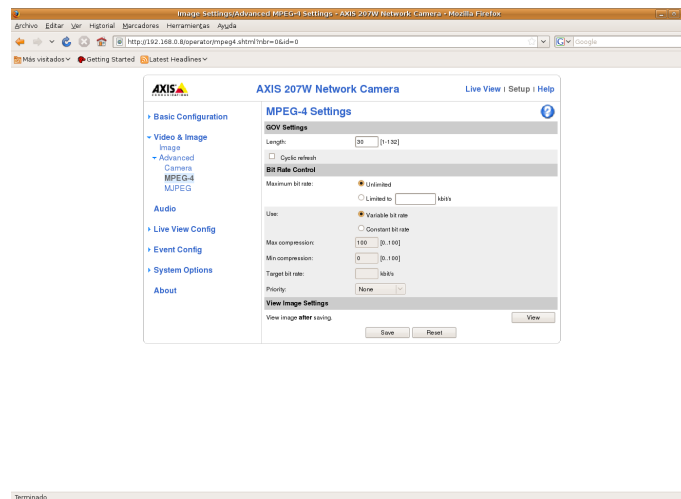 Image Settings/Advanced MPEG-4 Settings - AXIS 207W Network Camera - Mozilla Firefox
Archivo Editar Ver Historial Marcadores Herramientas Ayuda
http://192.168.0.8/operator/mpeg4.shtml?nbr=0&id=0
Google
Más visitados Getting Started Latest Headlines
AXIS COMMUNICATIONS
AXIS 207W Network Camera
Live View | Setup | Help
Basic Configuration
Video & Image
Image
Advanced
Camera
MPEG-4
MJPEG
Audio
Live View Config
Event Config
System Options
About
MPEG-4 Settings
?
GOV Settings
Length: 30 [1-132]
Cyclic refresh
Bit Rate Control
Maximum bit rate: Unlimited
Limited to kbit/s
Use: Variable bit rate
Constant bit rate
Max compression: 100 [0..100]
Min compression: 0 [0..100]
Target bit rate: kbit/s
Priority: None
View Image Settings
View image after saving. View
Save Reset
Terminado